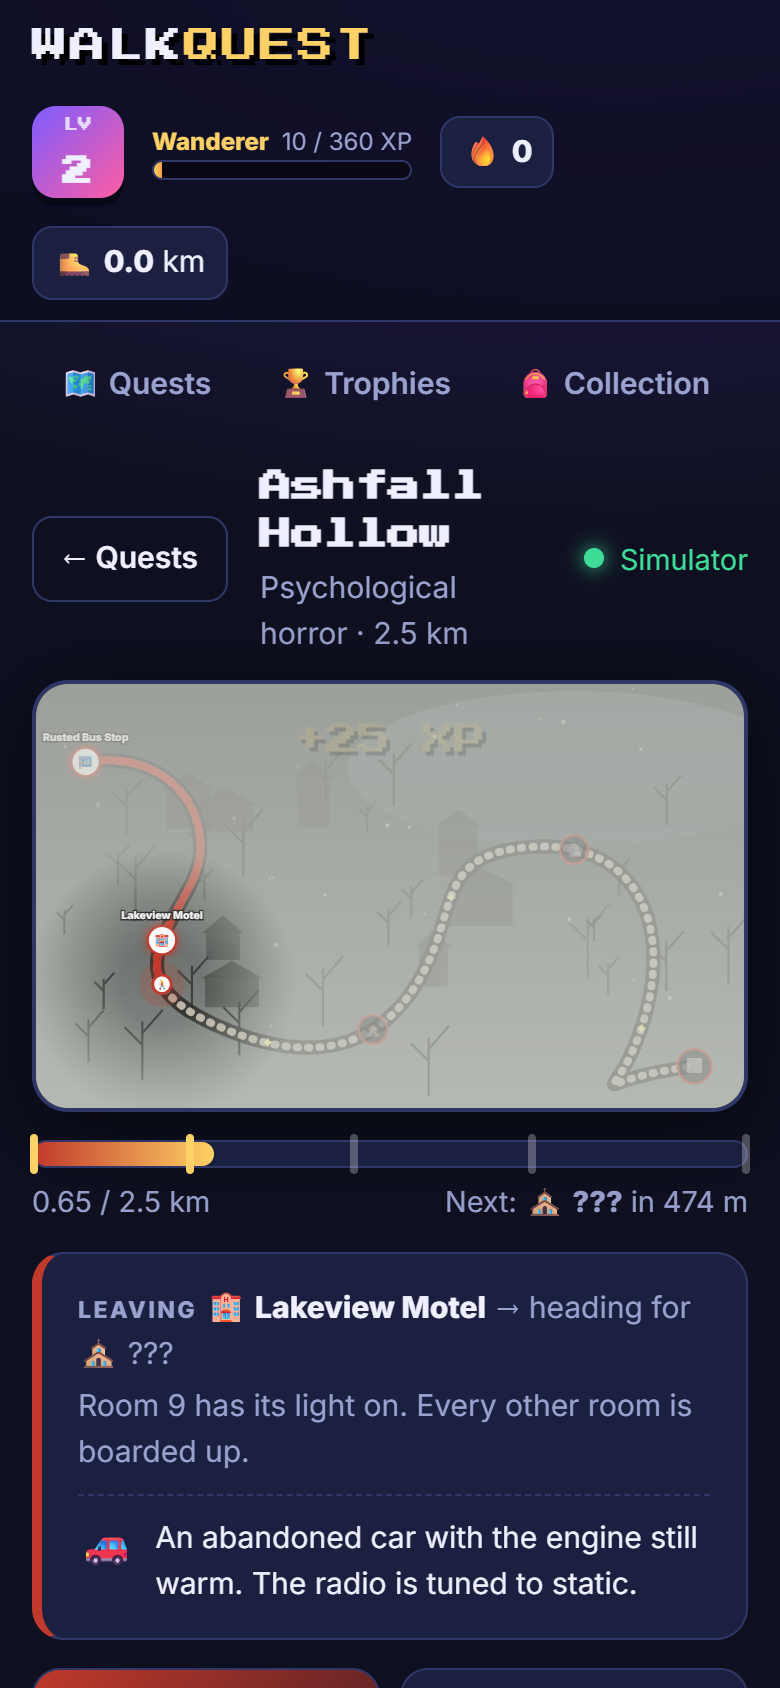 WALKQUEST
LV
2
Wanderer 10 / 360 XP
0
0.0 km
Quests
Trophies
Collection
Ashfall
Hollow
← Quests
Simulator
Psychological
horror · 2.5 km
+25 XP
Rusted Bus Stop
Lakeview Motel
0.65 / 2.5 km
Next: ??? in 474 m
LEAVING Lakeview Motel → heading for
???
Room 9 has its light on. Every other room is
boarded up.
An abandoned car with the engine still
warm. The radio is tuned to static.